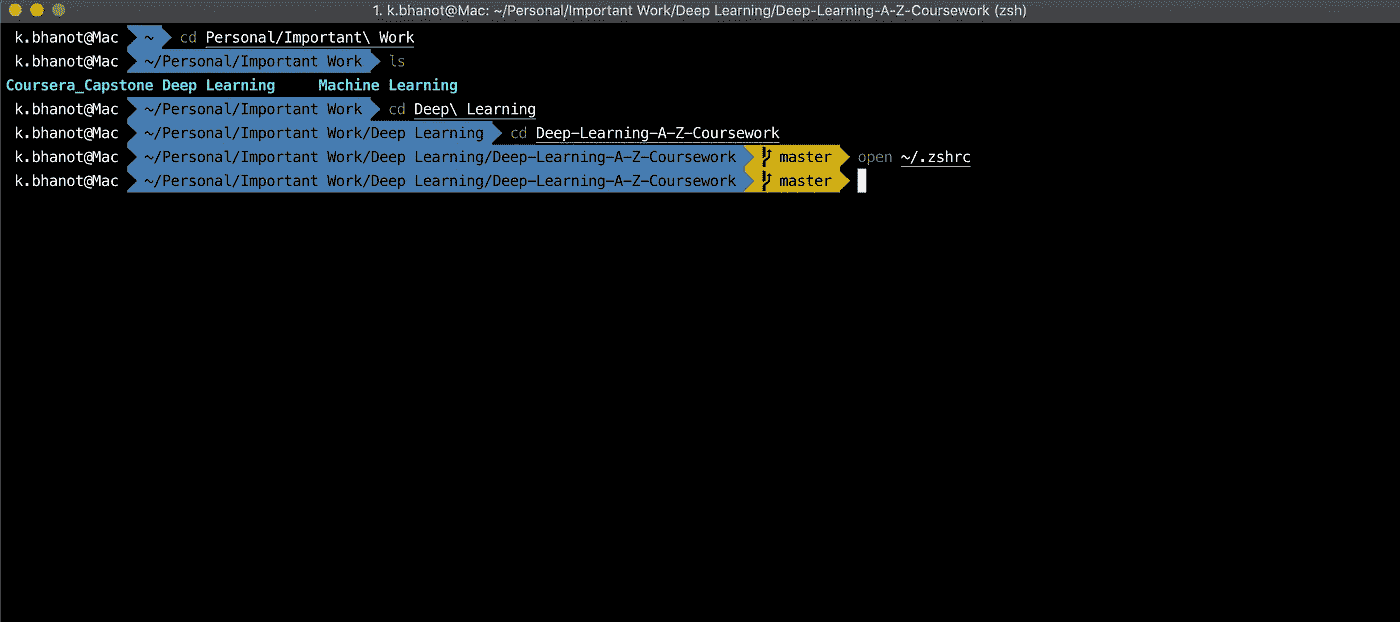 1. k.bhanot@Mac: ~/Personal/Important Work/Deep Learning/Deep-Learning-A-Z-Coursework (zsh)
k.bhanot@Mac ~ cd Personal/Important\ Work
k.bhanot@Mac ~/Personal/Important Work ls
Coursera_Capstone Deep Learning Machine Learning
k.bhanot@Mac ~/Personal/Important Work cd Deep\ Learning
k.bhanot@Mac ~/Personal/Important Work/Deep Learning cd Deep-Learning-A-Z-Coursework
k.bhanot@Mac ~/Personal/Important Work/Deep Learning/Deep-Learning-A-Z-Coursework master open ~/.zshrc
k.bhanot@Mac ~/Personal/Important Work/Deep Learning/Deep-Learning-A-Z-Coursework master